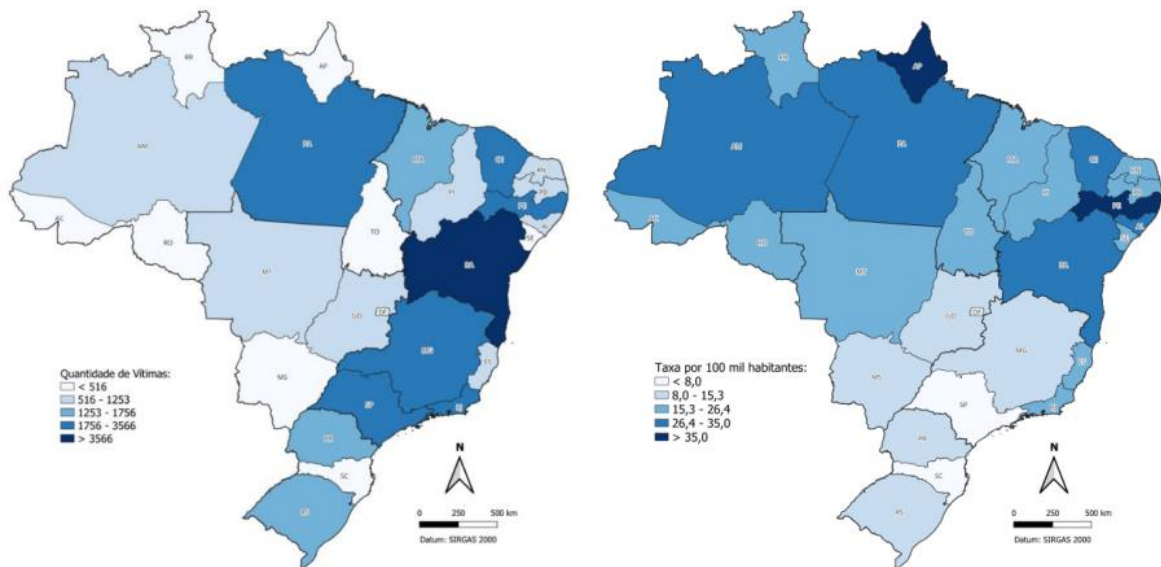 RR
AP
AM
PA
MA
CE
RN
PB
PE
PI
AL
SE
AC
RO
TO
BA
MT
GO
DF
MG
ES
MS
SP
RJ
PR
SC
RS
Quantidade de Vítimas:
< 516
516 - 1253
1253 - 1756
1756 - 3566
> 3566
N
0 250 500 km
Datum: SIRGAS 2000
RR
AP
AM
PA
MA
CE
RN
PB
PI
PE
AL
SE
AC
RO
TO
BA
MT
GO
DF
MG
ES
MS
SP
RJ
PR
SC
RS
Taxa por 100 mil habitantes:
< 8,0
8,0 - 15,3
15,3 - 26,4
26,4 - 35,0
> 35,0
N
0 250 500 km
Datum: SIRGAS 2000